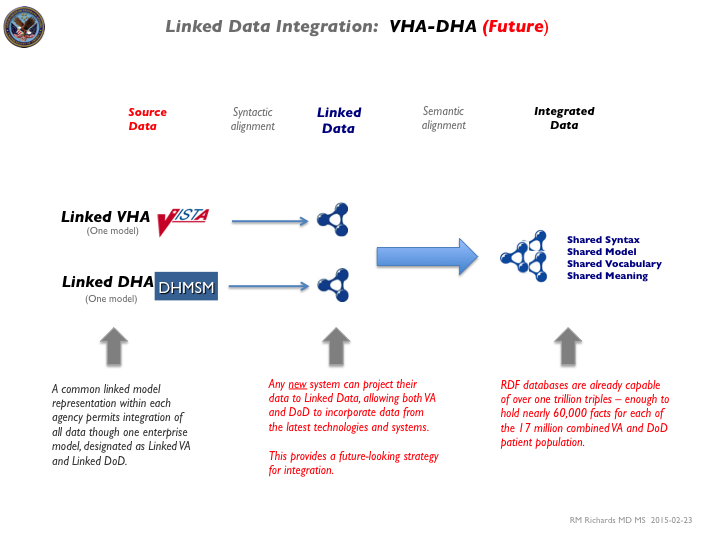 Linked Data Integration:  VHA-DHA (Future)
Source
Data
Syntactic
alignment
Linked
Data
Semantic
alignment
Integrated
Data
Linked VHA
(One model)
VISTA
Linked DHA
(One model)
DHMSM
Shared Syntax
Shared Model
Shared Vocabulary
Shared Meaning
A common linked model
representation within each
agency permits integration of
all data though one enterprise
model, designated as Linked VA
and Linked DoD.
Any new system can project their
data to Linked Data, allowing both VA
and DoD to incorporate data from
the latest technologies and systems.
This provides a future-looking strategy
for integration.
RDF databases are already capable
of over one trillion triples – enough to
hold nearly 60,000 facts for each of
the 17 million combined VA and DoD
patient population.
RM Richards MD MS  2015-02-23